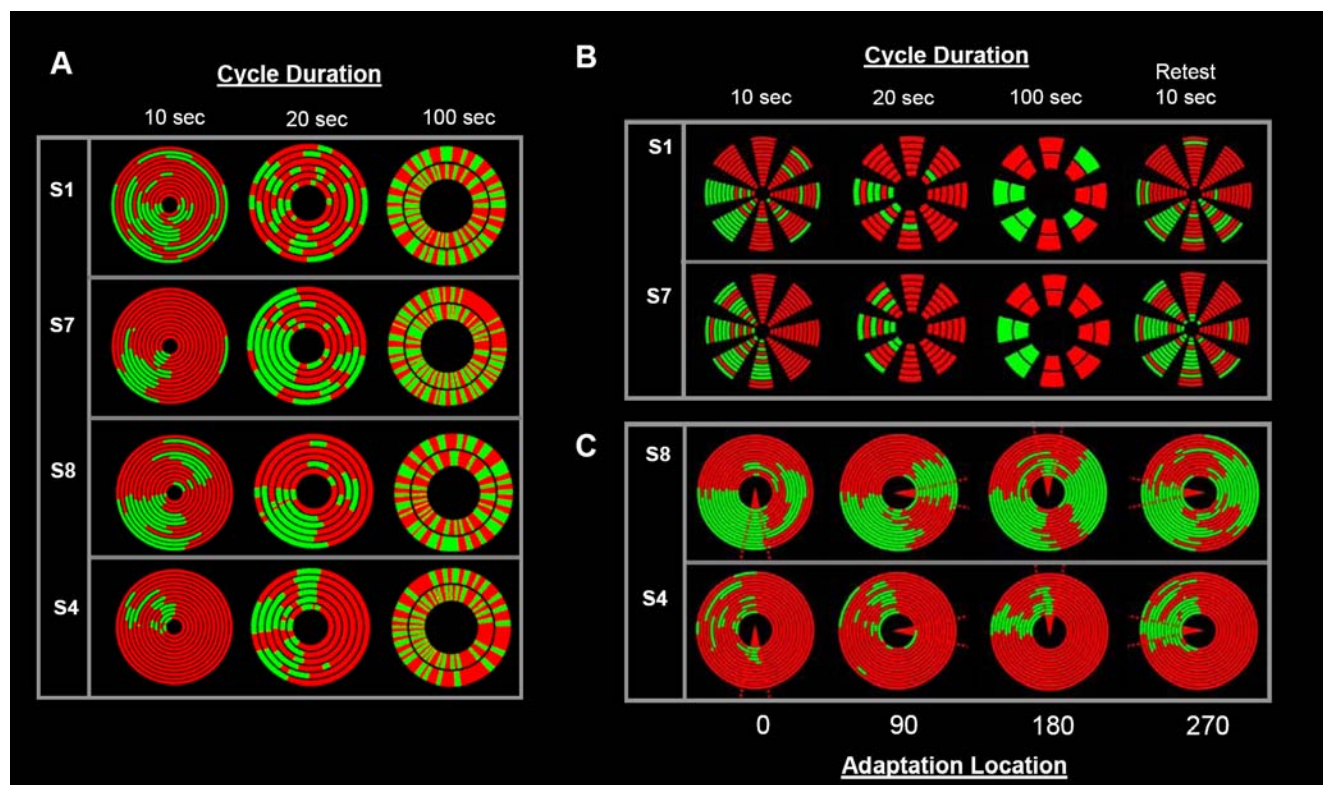 A
Cycle Duration
10 sec 20 sec 100 sec
S1
S7
S8
S4
B
Cycle Duration
10 sec 20 sec 100 sec Retest 10 sec
S1
S7
C
S8
S4
0 90 180 270
Adaptation Location